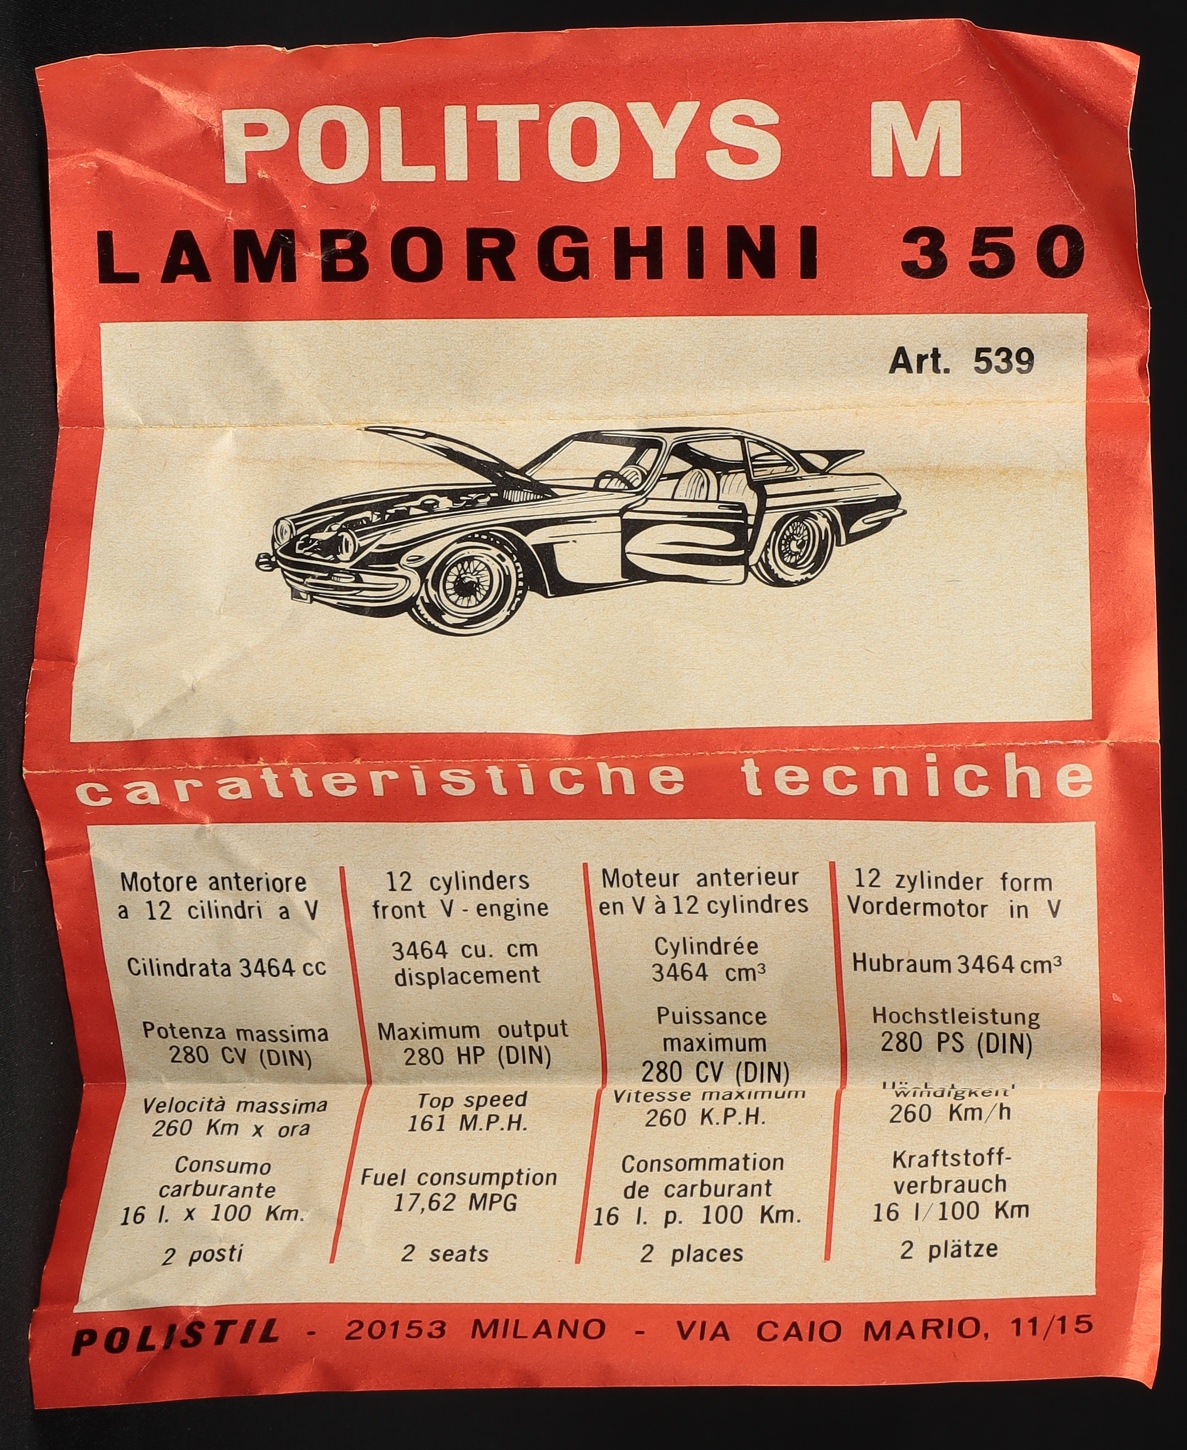 POLITOYS M
LAMBORGHINI 350
Art. 539
caratteristiche tecniche
Motore anteriore
a 12 cilindri a V
Cilindrata 3464 cc
Potenza massima
280 CV (DIN)
Velocità massima
260 Km x ora
Consumo
carburante
16 l. x 100 Km.
2 posti
12 cylinders
front V - engine
3464 cu. cm
displacement
Maximum output
280 HP (DIN)
Top speed
161 M.P.H.
Fuel consumption
17,62 MPG
2 seats
Moteur anterieur
en V à 12 cylindres
Cylindrée
3464 cm³
Puissance
maximum
280 CV (DIN)
Vitesse maximum
260 K.P.H.
Consommation
de carburant
16 l. p. 100 Km.
2 places
12 zylinder form
Vordermotor in V
Hubraum 3464 cm³
Hochstleistung
280 PS (DIN)
windigkeit
260 Km/h
Kraftstoff-
verbrauch
16 l/100 Km
2 plätze
POLISTIL - 20153 MILANO - VIA CAIO MARIO, 11/15